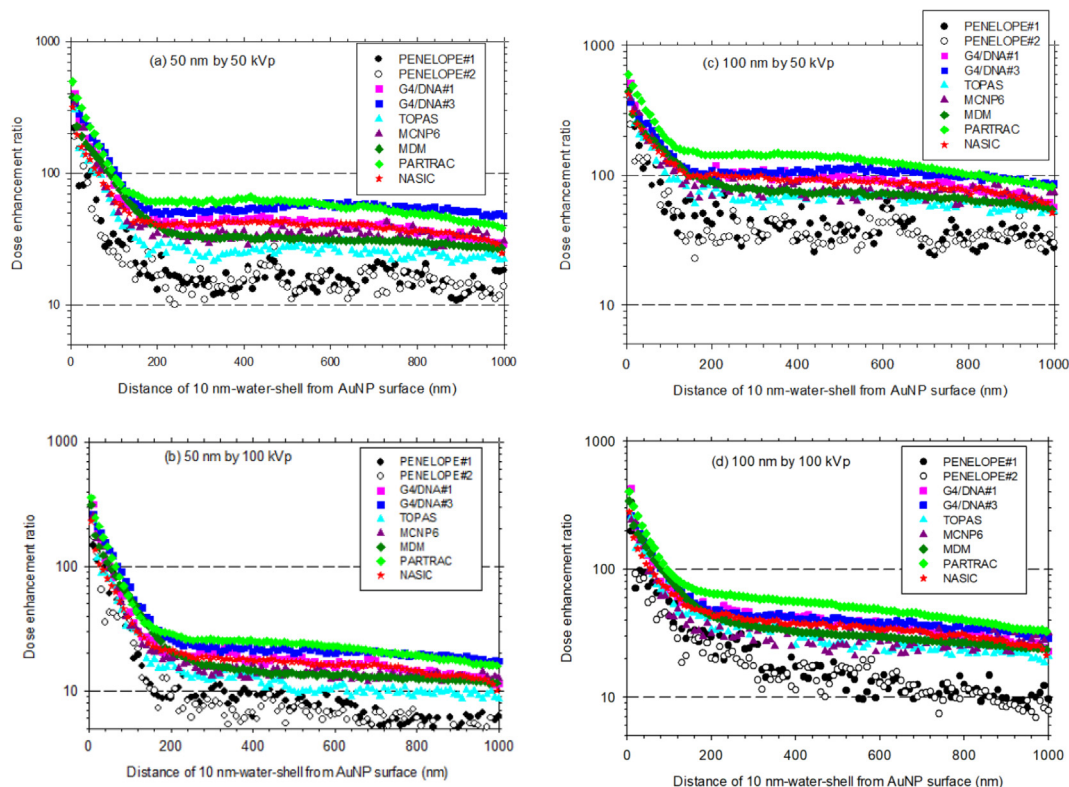 (a) 50 nm by 50 kVp
PENELOPE#1
PENELOPE#2
G4/DNA#1
G4/DNA#3
TOPAS
MCNP6
MDM
PARTRAC
NASIC
Dose enhancement ratio
1000
100
10
0 200 400 600 800 1000
Distance of 10 nm-water-shell from AuNP surface (nm)
(c) 100 nm by 50 kVp
PENELOPE#1
PENELOPE#2
G4/DNA#1
G4/DNA#3
TOPAS
MCNP6
MDM
PARTRAC
NASIC
Dose enhancement ratio
1000
100
10
0 200 400 600 800 1000
Distance of 10 nm-water-shell from AuNP surface (nm)
(b) 50 nm by 100 kVp
PENELOPE#1
PENELOPE#2
G4/DNA#1
G4/DNA#3
TOPAS
MCNP6
MDM
PARTRAC
NASIC
Dose enhancement ratio
1000
100
10
0 200 400 600 800 1000
Distance of 10 nm-water-shell from AuNP surface (nm)
(d) 100 nm by 100 kVp
PENELOPE#1
PENELOPE#2
G4/DNA#1
G4/DNA#3
TOPAS
MCNP6
MDM
PARTRAC
NASIC
Dose enhancement ratio
1000
100
10
0 200 400 600 800 1000
Distance of 10 nm-water-shell from AuNP surface (nm)